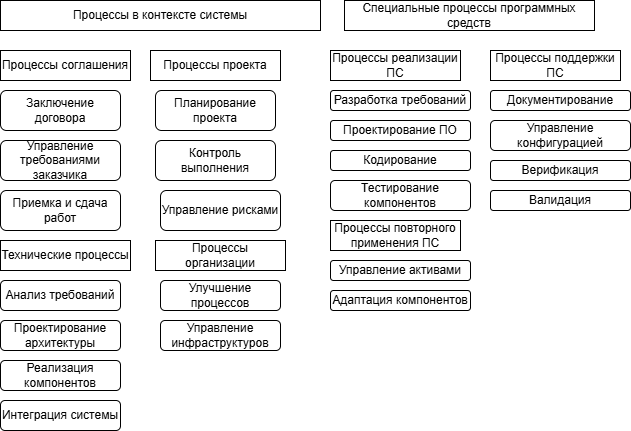 Процессы в контексте системы
Специальные процессы программных
средств
Процессы соглашения
Заключение
договора
Управление
требованиями
заказчика
Приемка и сдача
работ
Технические процессы
Анализ требований
Проектирование
архитектуры
Реализация
компонентов
Интеграция системы
Процессы проекта
Планирование
проекта
Контроль
выполнения
Управление рисками
Процессы
организации
Улучшение
процессов
Управление
инфраструктуров
Процессы реализации
ПС
Разработка требований
Проектирование ПО
Кодирование
Тестирование
компонентов
Процессы повторного
применения ПС
Управление активами
Адаптация компонентов
Процессы поддержки
ПС
Документирование
Управление
конфигурацией
Верификация
Валидация